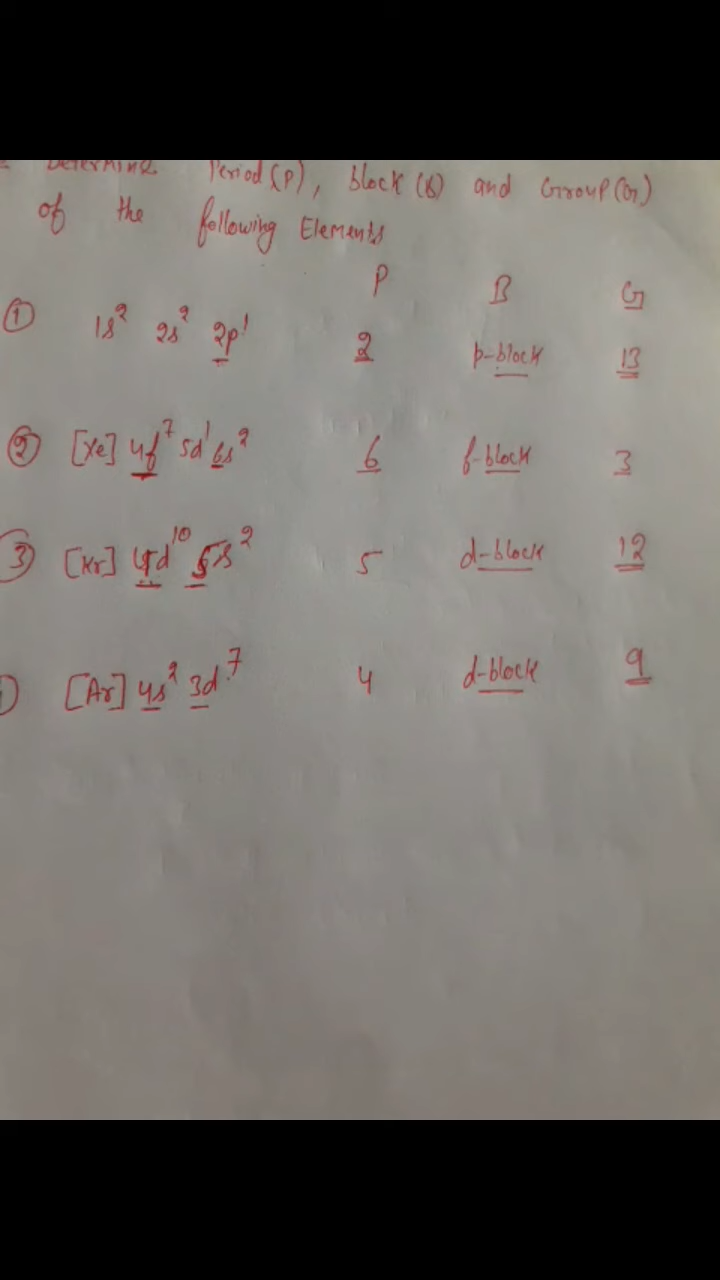 Determine Period(P), block(B) and Group(G)
of the following Elements
P B G
① 1s² 2s² 2p¹ 2 p-block 13
② [Xe] 4f⁷ 5d¹ 6s² 6 f-block 3
③ [Kr] 4d¹⁰ 5s² 5 d-block 12
[Ar] 4s² 3d⁷ 4 d-block 9